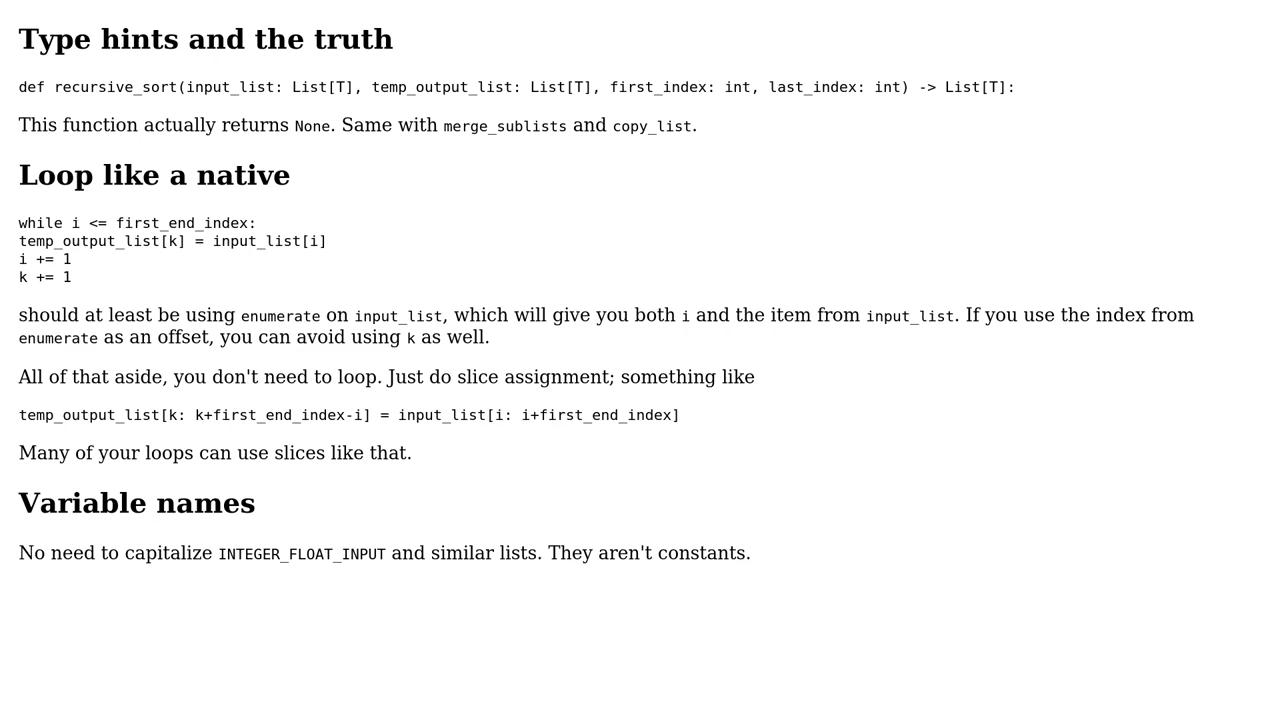 Type hints and the truth
def recursive_sort(input_list: List[T], temp_output_list: List[T], first_index: int, last_index: int) -> List[T]:
This function actually returns None. Same with merge_sublists and copy_list.
Loop like a native
while i <= first_end_index:
temp_output_list[k] = input_list[i]
i += 1
k += 1
should at least be using enumerate on input_list, which will give you both i and the item from input_list. If you use the index from
enumerate as an offset, you can avoid using k as well.
All of that aside, you don't need to loop. Just do slice assignment; something like
temp_output_list[k: k+first_end_index-i] = input_list[i: i+first_end_index]
Many of your loops can use slices like that.
Variable names
No need to capitalize INTEGER_FLOAT_INPUT and similar lists. They aren't constants.